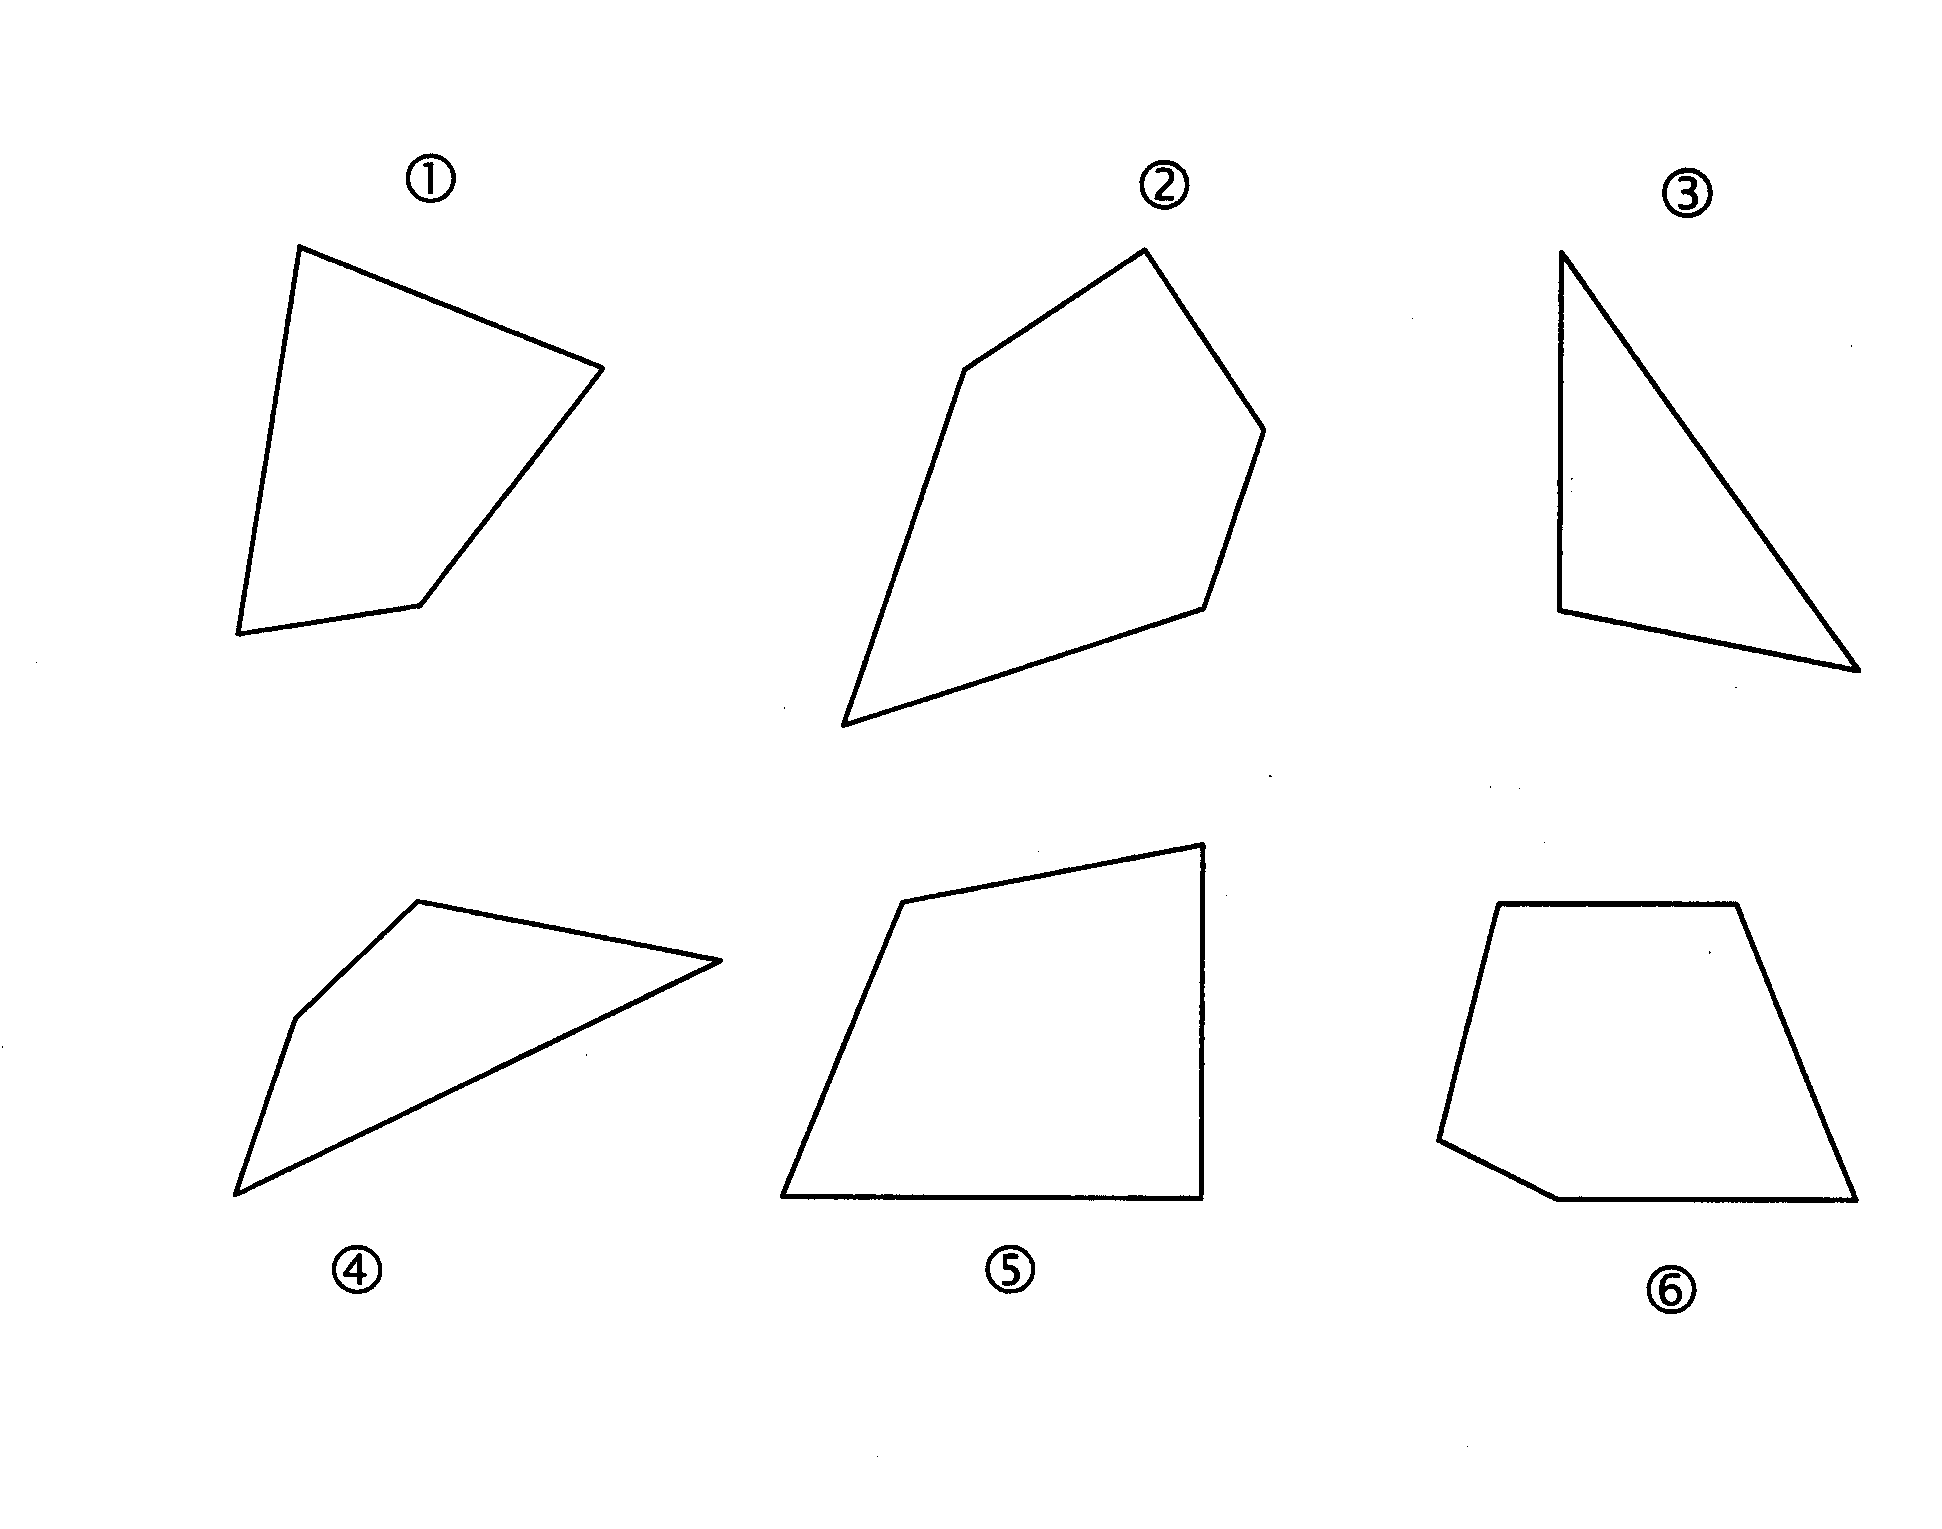 ① ② ③
④ ⑤ ⑥